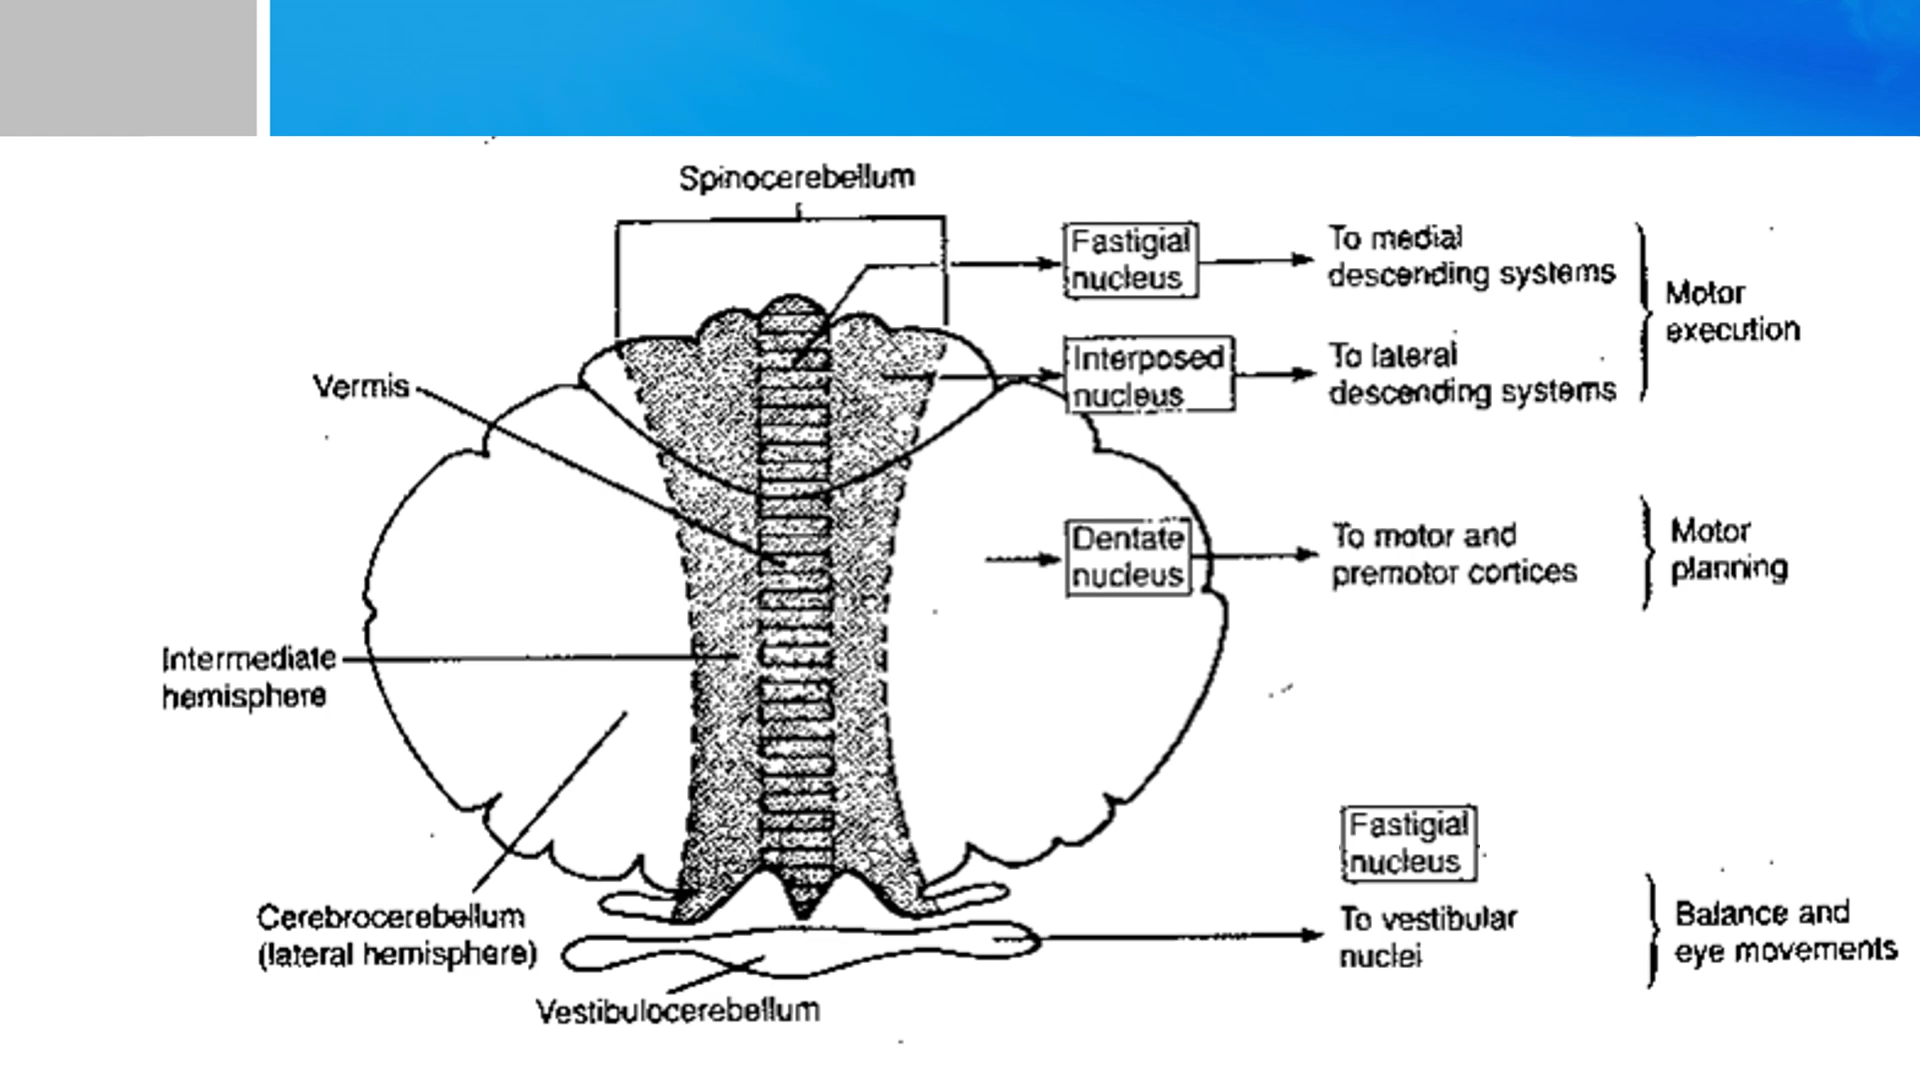 Spinocerebellum
Fastigial
nucleus
To medial
descending systems
Motor
execution
Interposed
nucleus
To lateral
descending systems
Vermis
Dentate
nucleus
To motor and
premotor cortices
Motor
planning
Intermediate
hemisphere
Fastigial
nucleus
Cerebrocerebellum
(lateral hemisphere)
To vestibular
nuclei
Balance and
eye movements
Vestibulocerebellum